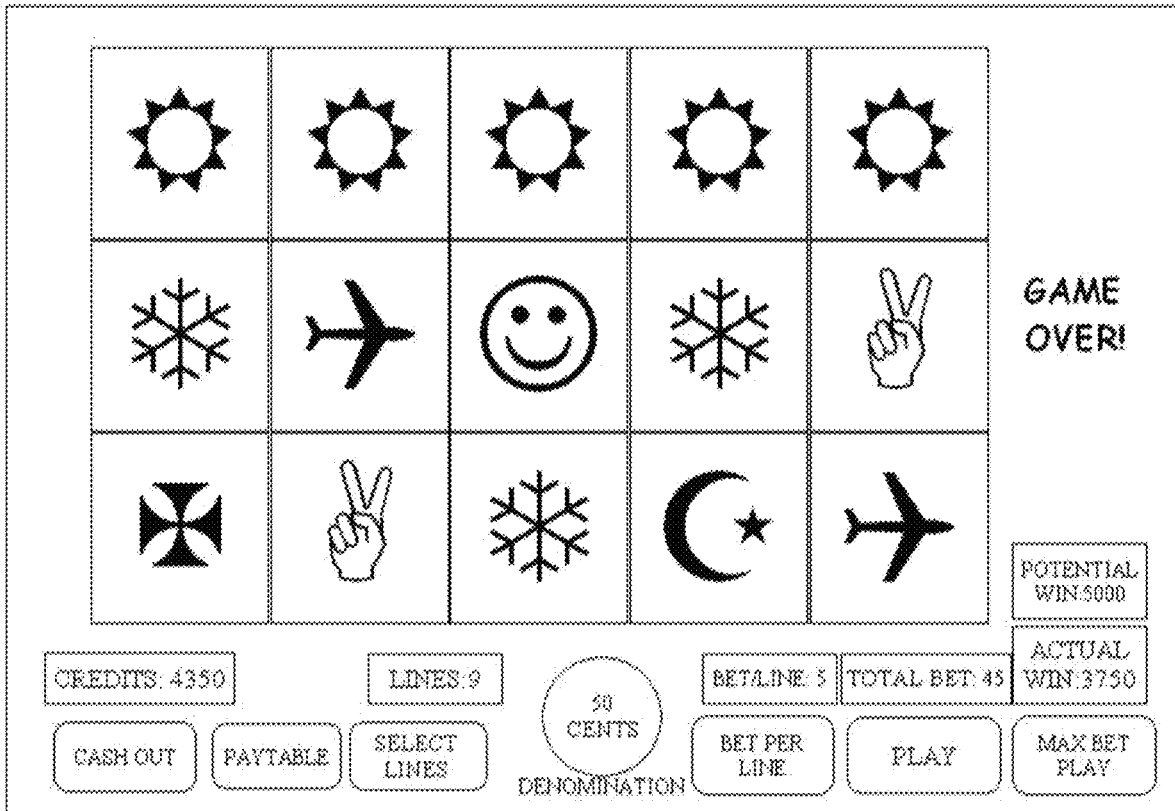 GAME
OVER!
POTENTIAL
WIN:5000
CREDITS: 4350
LINES: 9
50
CENTS
BET/LINE: 5
TOTAL BET: 45
ACTUAL
WIN:3750
CASH OUT
PAYTABLE
SELECT
LINES
DENOMINATION
BET PER
LINE
PLAY
MAX BET
PLAY